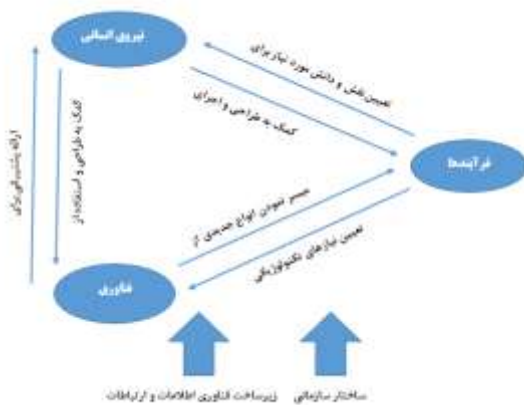 نیروی انسانی
تعیین نقش و دانش مورد نیاز برای
کمک به طراحی و اجرای
فرآیندها
ارائه پشتیبانی برای
کمک به طراحی و استفاده از
میسر نمودن انواع جدیدی از
تعیین نیازهای تکنولوژیکی
فناوری
ساختار سازمانی
زیرساخت فناوری اطلاعات و ارتباطات